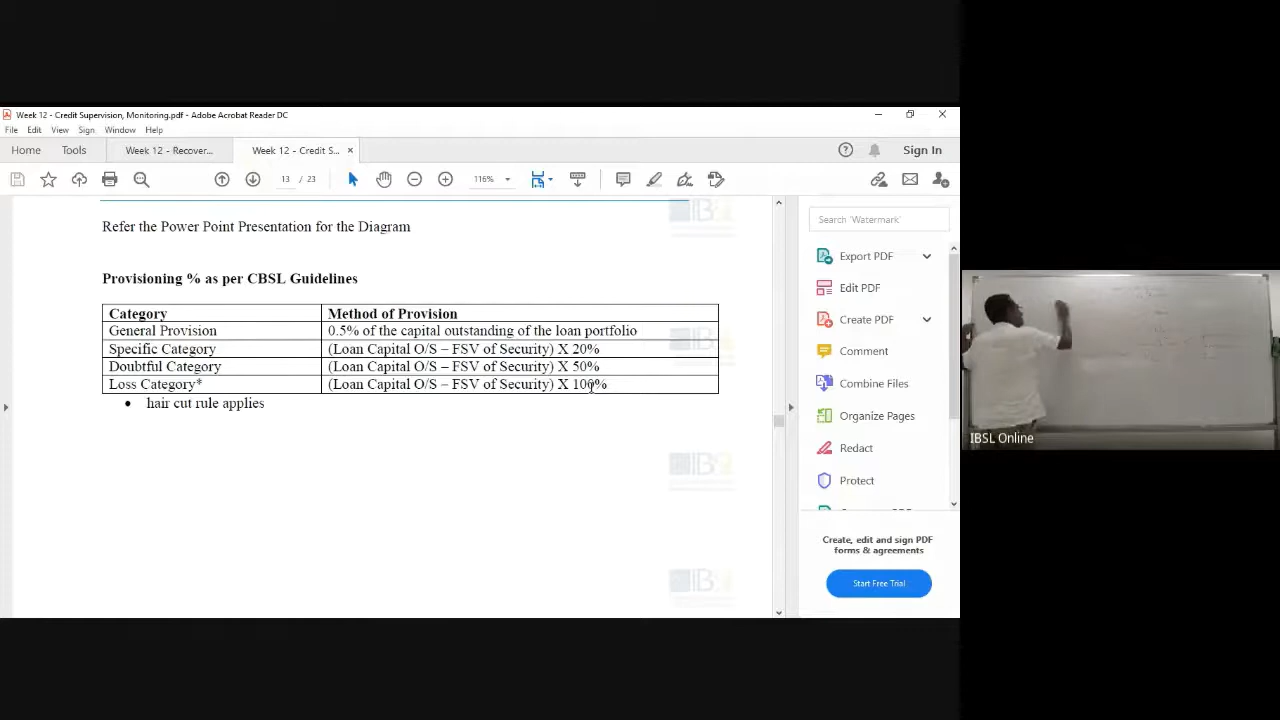 Week 12 - Credit Supervision, Monitoring.pdf - Adobe Acrobat Reader DC
File Edit View Sign Window Help
Home Tools Week 12 - Recover... Week 12 - Credit S... × Sign In
13 / 23 116%
Refer the Power Point Presentation for the Diagram
Provisioning % as per CBSL Guidelines
Category Method of Provision
General Provision 0.5% of the capital outstanding of the loan portfolio
Specific Category (Loan Capital O/S – FSV of Security) X 20%
Doubtful Category (Loan Capital O/S – FSV of Security) X 50%
Loss Category* (Loan Capital O/S – FSV of Security) X 100%
• hair cut rule applies
Search 'Watermark'
Export PDF
Edit PDF
Create PDF
Comment
Combine Files
Organize Pages
Redact
Protect
Create, edit and sign PDF
forms & agreements
Start Free Trial
IBSL Online